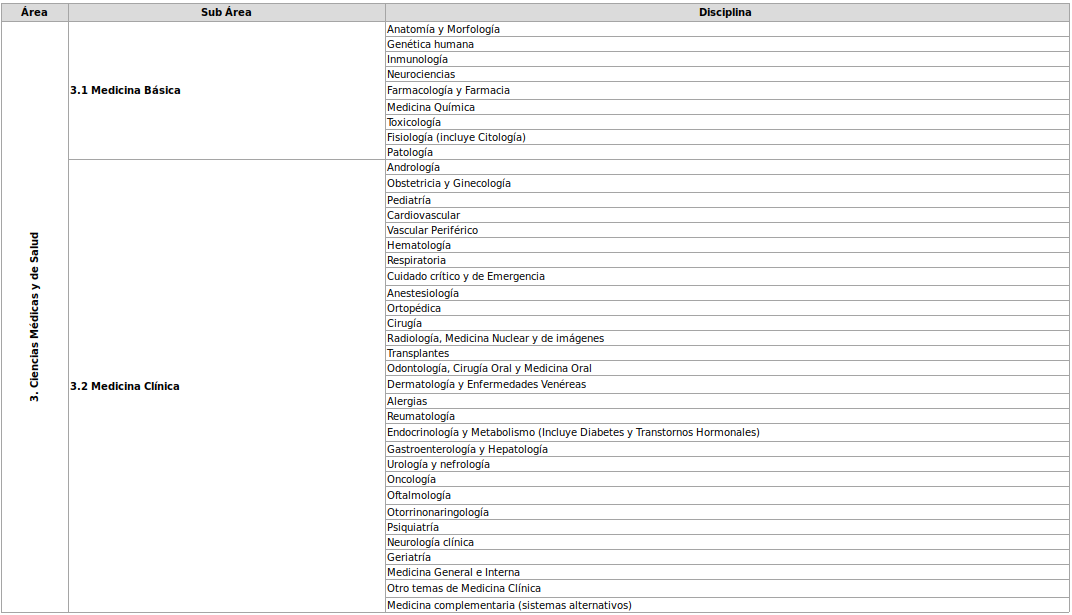 Área Sub Área Disciplina
3. Ciencias Médicas y de Salud
3.1 Medicina Básica
Anatomía y Morfología
Genética humana
Inmunología
Neurociencias
Farmacología y Farmacia
Medicina Química
Toxicología
Fisiología (incluye Citología)
Patología
3.2 Medicina Clínica
Andrología
Obstetricia y Ginecología
Pediatría
Cardiovascular
Vascular Periférico
Hematología
Respiratoria
Cuidado crítico y de Emergencia
Anestesiología
Ortopédica
Cirugía
Radiología, Medicina Nuclear y de imágenes
Transplantes
Odontología, Cirugía Oral y Medicina Oral
Dermatología y Enfermedades Venéreas
Alergias
Reumatología
Endocrinología y Metabolismo (Incluye Diabetes y Transtornos Hormonales)
Gastroenterología y Hepatología
Urología y nefrología
Oncología
Oftalmología
Otorrinonaringología
Psiquiatría
Neurología clínica
Geriatría
Medicina General e Interna
Otro temas de Medicina Clínica
Medicina complementaria (sistemas alternativos)